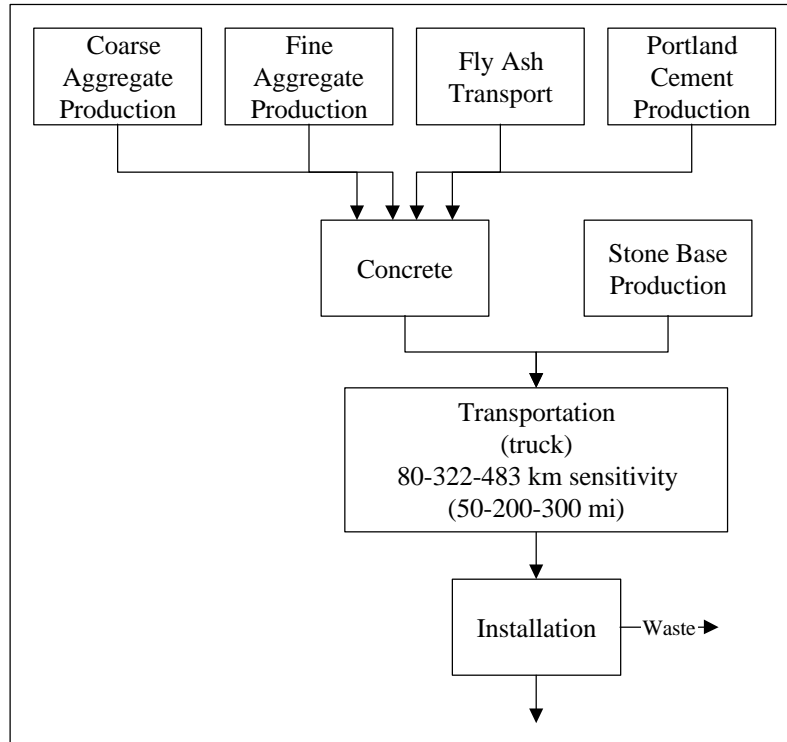 Coarse
Aggregate
Production
Fine
Aggregate
Production
Fly Ash
Transport
Portland
Cement
Production
Concrete
Stone Base
Production
Transportation
(truck)
80-322-483 km sensitivity
(50-200-300 mi)
Installation
Waste